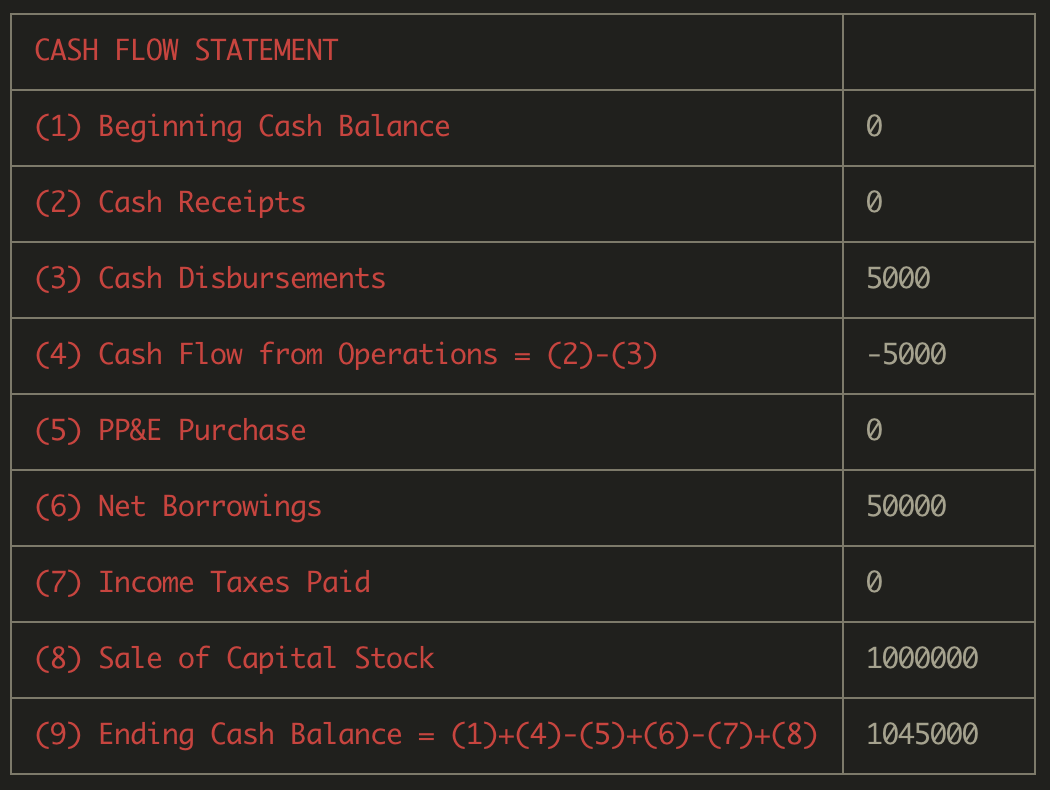 CASH FLOW STATEMENT
(1) Beginning Cash Balance 0
(2) Cash Receipts 0
(3) Cash Disbursements 5000
(4) Cash Flow from Operations = (2)-(3) -5000
(5) PP&E Purchase 0
(6) Net Borrowings 50000
(7) Income Taxes Paid 0
(8) Sale of Capital Stock 1000000
(9) Ending Cash Balance = (1)+(4)-(5)+(6)-(7)+(8) 1045000